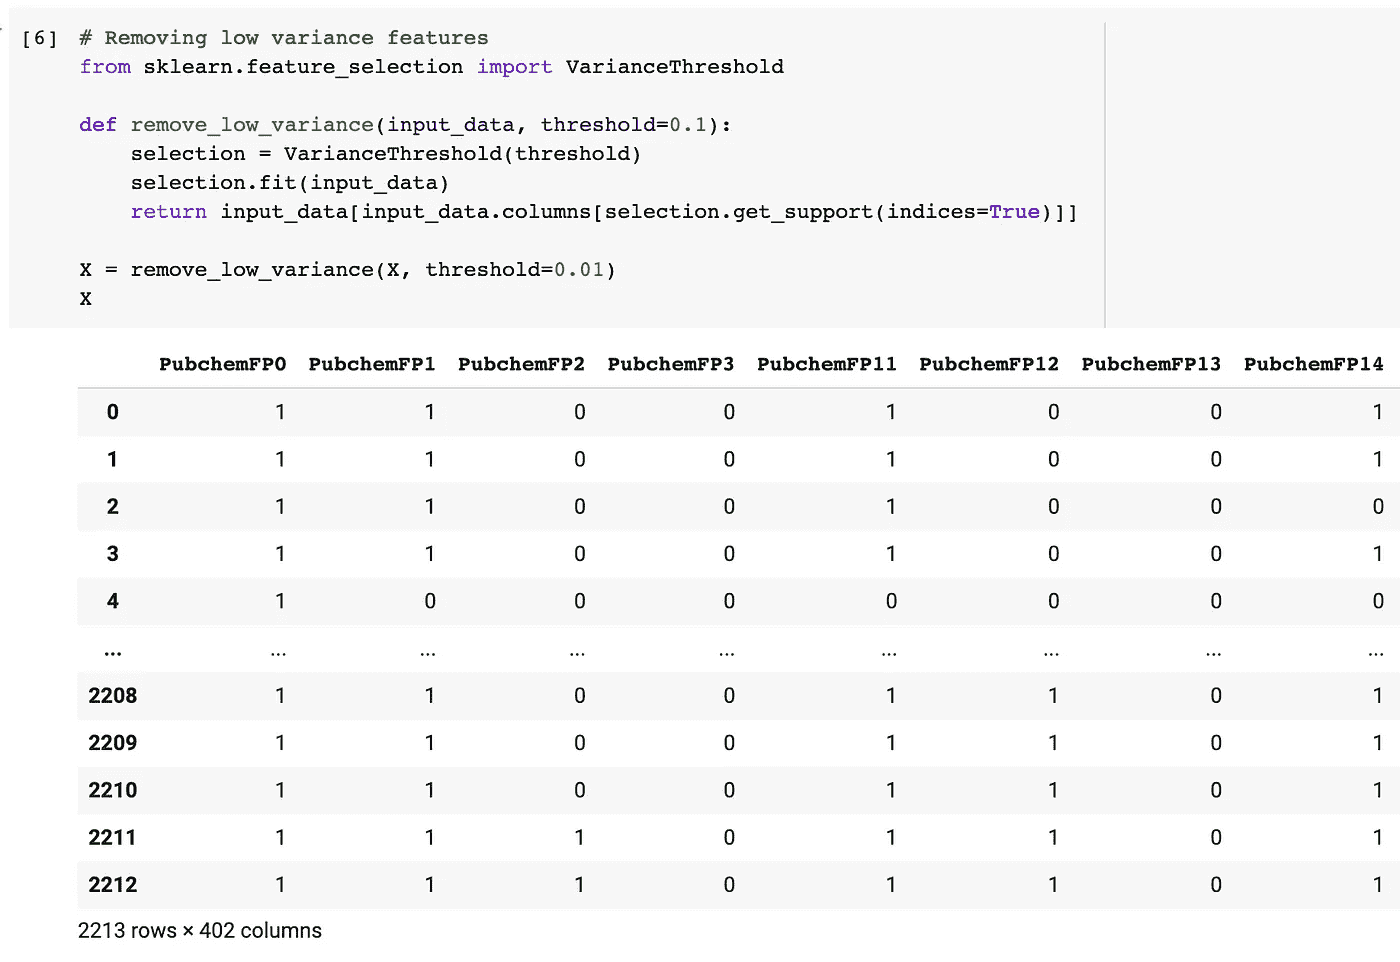 [6] # Removing low variance features
from sklearn.feature_selection import VarianceThreshold
def remove_low_variance(input_data, threshold=0.1):
selection = VarianceThreshold(threshold)
selection.fit(input_data)
return input_data[input_data.columns[selection.get_support(indices=True)]]
X = remove_low_variance(X, threshold=0.01)
X
PubchemFP0 PubchemFP1 PubchemFP2 PubchemFP3 PubchemFP11 PubchemFP12 PubchemFP13 PubchemFP14
0 1 1 0 0 1 0 0 1
1 1 1 0 0 1 0 0 1
2 1 1 0 0 1 0 0 0
3 1 1 0 0 1 0 0 1
4 1 0 0 0 0 0 0 0
... ... ... ... ... ... ... ... ...
2208 1 1 0 0 1 1 0 1
2209 1 1 0 0 1 1 0 1
2210 1 1 0 0 1 1 0 1
2211 1 1 1 0 1 1 0 1
2212 1 1 1 0 1 1 0 1
2213 rows × 402 columns